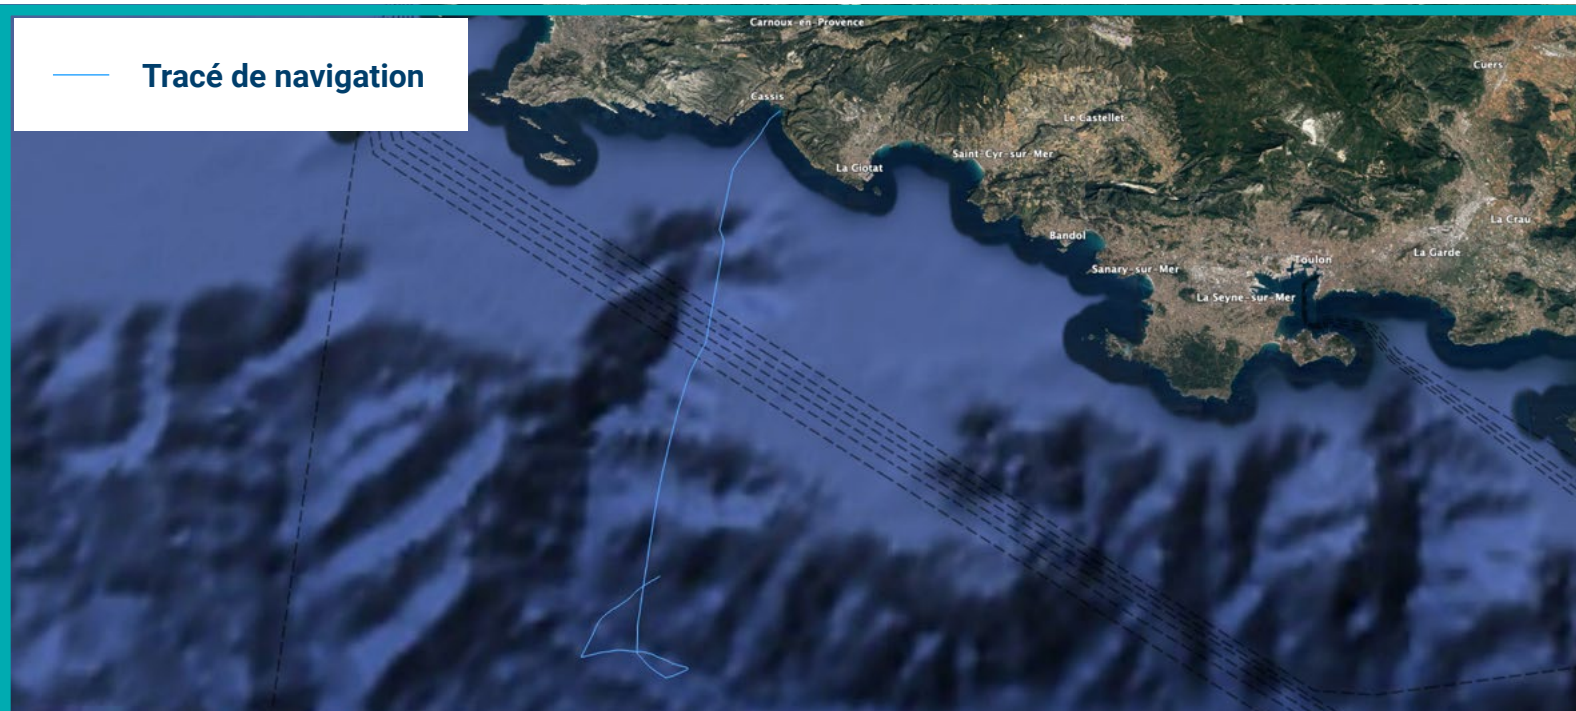 Tracé de navigation
Carnoux-en-Provence
Cuers
Cassis
Le Castellet
Saint-Cyr-sur-Mer
La Ciotat
La Crau
Bandol
La Garde
Toulon
Sanary-sur-Mer
La Seyne-sur-Mer